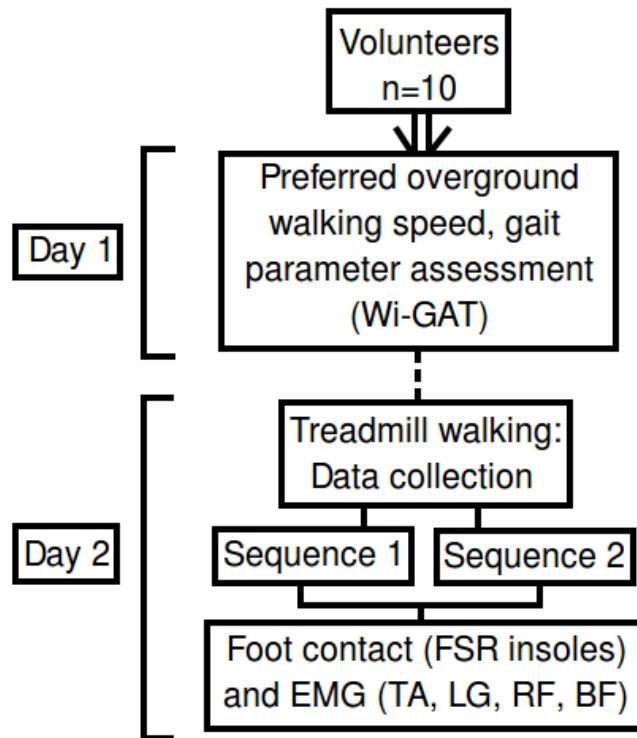 Volunteers
n=10
Day 1
Preferred overground
walking speed, gait
parameter assessment
(Wi-GAT)
Day 2
Treadmill walking:
Data collection
Sequence 1
Sequence 2
Foot contact (FSR insoles)
and EMG (TA, LG, RF, BF)